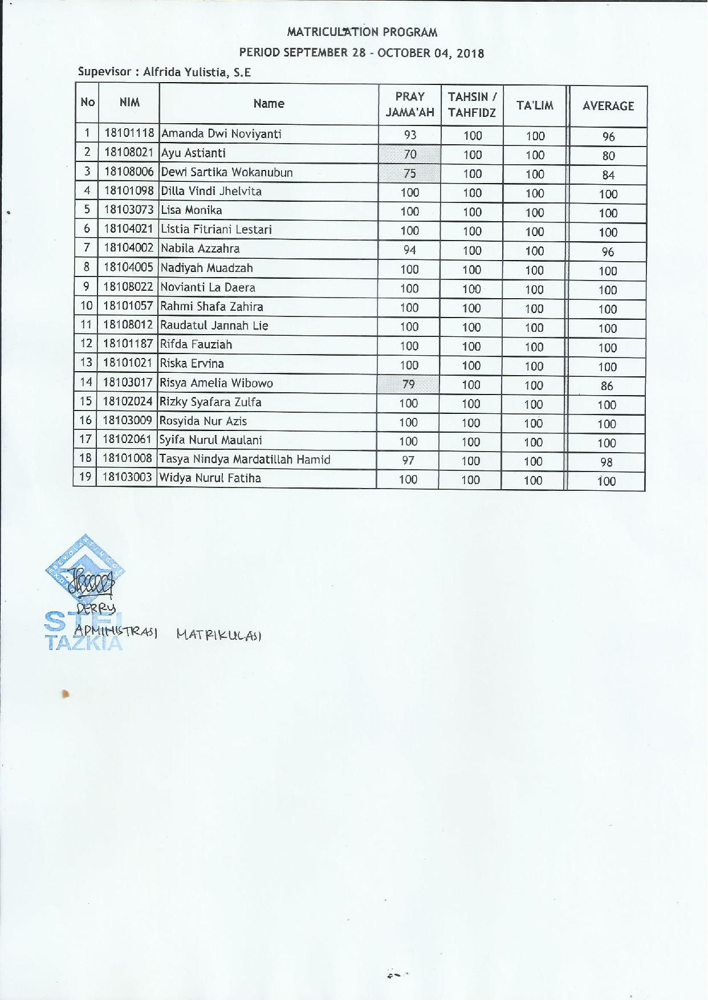 MATRICULATION PROGRAM
PERIOD SEPTEMBER 28 - OCTOBER 04, 2018
Supevisor : Alfrida Yulistia, S.E
No NIM Name PRAY JAMA'AH TAHSIN / TAHFIDZ TA'LIM AVERAGE
1 18101118 Amanda Dwi Noviyanti 93 100 100 96
2 18108021 Ayu Astianti 70 100 100 80
3 18108006 Dewi Sartika Wokanubun 75 100 100 84
4 18101098 Dilla Vindi Jhelvita 100 100 100 100
5 18103073 Lisa Monika 100 100 100 100
6 18104021 Listia Fitriani Lestari 100 100 100 100
7 18104002 Nabila Azzahra 94 100 100 96
8 18104005 Nadiyah Muadzah 100 100 100 100
9 18108022 Novianti La Daera 100 100 100 100
10 18101057 Rahmi Shafa Zahira 100 100 100 100
11 18108012 Raudatul Jannah Lie 100 100 100 100
12 18101187 Rifda Fauziah 100 100 100 100
13 18101021 Riska Ervina 100 100 100 100
14 18103017 Risya Amelia Wibowo 79 100 100 86
15 18102024 Rizky Syafara Zulfa 100 100 100 100
16 18103009 Rosyida Nur Azis 100 100 100 100
17 18102061 Syifa Nurul Maulani 100 100 100 100
18 18101008 Tasya Nindya Mardatillah Hamid 97 100 100 98
19 18103003 Widya Nurul Fatiha 100 100 100 100
DERRY
STEI
ADMINISTRASI MATRIKULASI
TAZKIA